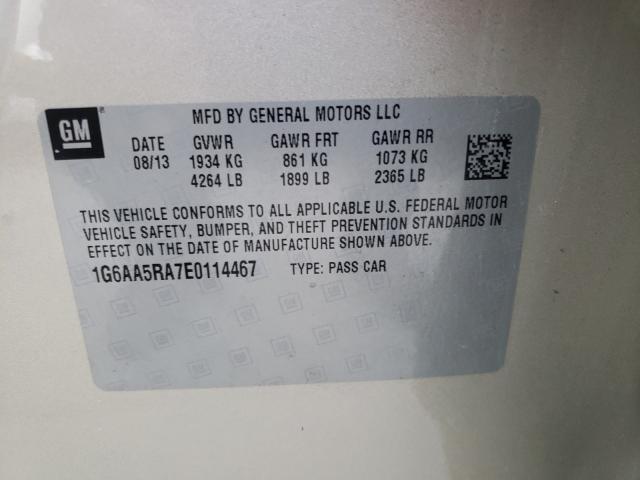 GM
MFD BY GENERAL MOTORS LLC
DATE GVWR GAWR FRT GAWR RR
08/13 1934 KG 861 KG 1073 KG
4264 LB 1899 LB 2365 LB
THIS VEHICLE CONFORMS TO ALL APPLICABLE U.S. FEDERAL MOTOR
VEHICLE SAFETY, BUMPER, AND THEFT PREVENTION STANDARDS IN
EFFECT ON THE DATE OF MANUFACTURE SHOWN ABOVE.
1G6AA5RA7E0114467 TYPE: PASS CAR